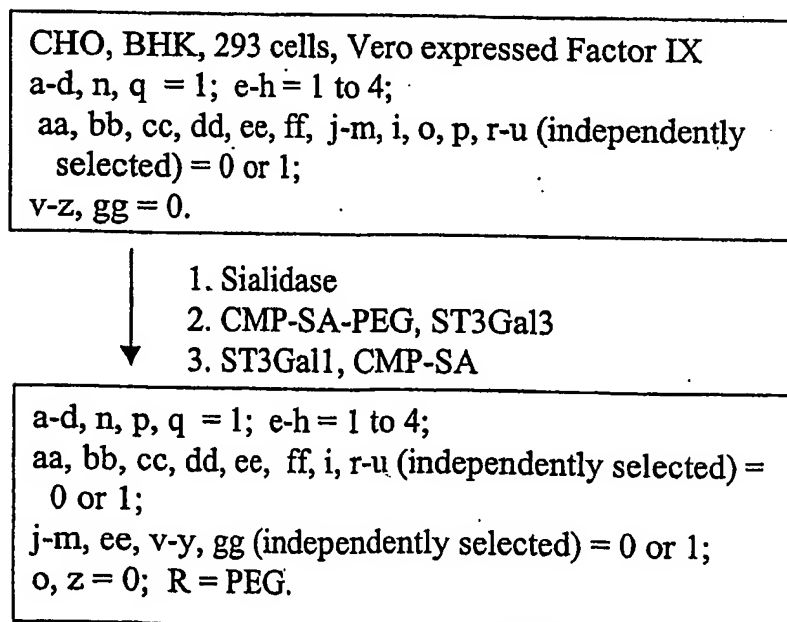 CHO, BHK, 293 cells, Vero expressed Factor IX
a-d, n, q = 1; e-h = 1 to 4;
aa, bb, cc, dd, ee, ff, j-m, i, o, p, r-u (independently
selected) = 0 or 1;
v-z, gg = 0.
1. Sialidase
2. CMP-SA-PEG, ST3Gal3
3. ST3Gal1, CMP-SA
a-d, n, p, q = 1; e-h = 1 to 4;
aa, bb, cc, dd, ee, ff, i, r-u (independently selected) =
0 or 1;
j-m, ee, v-y, gg (independently selected) = 0 or 1;
o, z = 0; R = PEG.